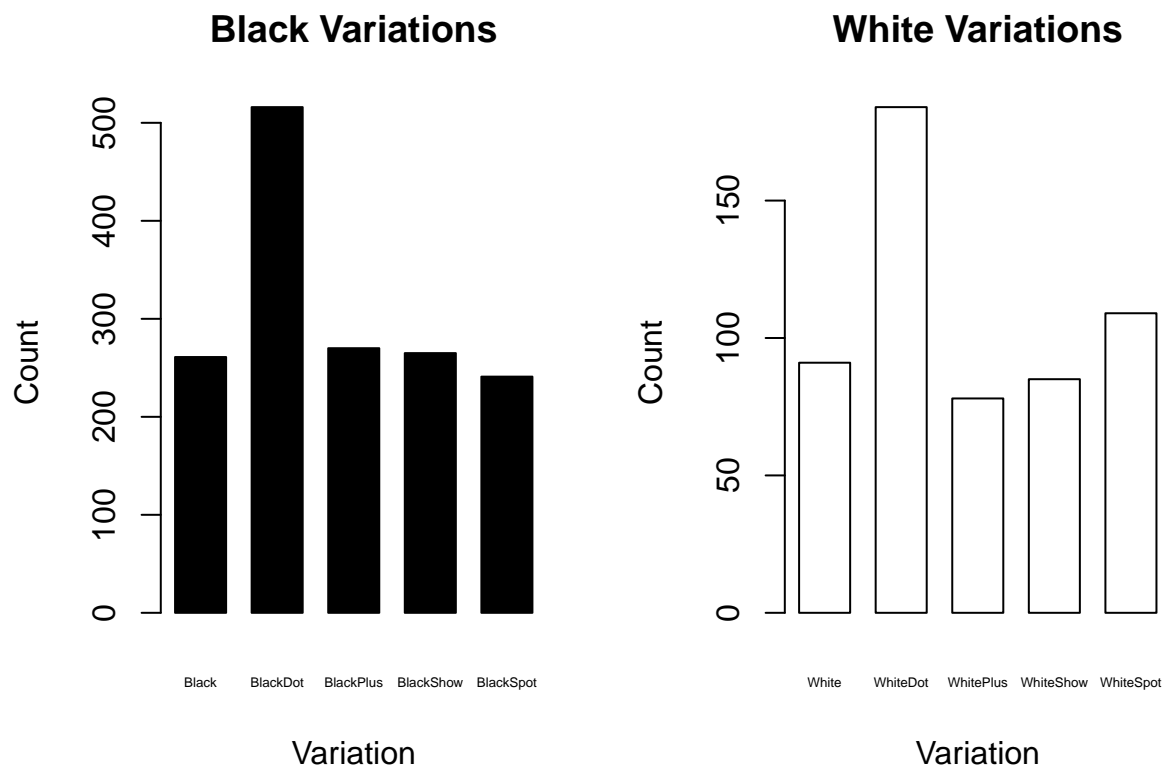 Black Variations
500
400
300
200
100
0
Count
Black BlackDot BlackPlus BlackShow BlackSpot
Variation
White Variations
150
100
50
0
Count
White WhiteDot WhitePlus WhiteShow WhiteSpot
Variation